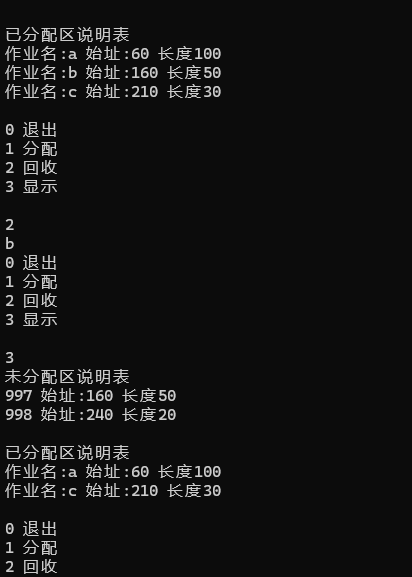 已分配区说明表
作业名:a 始址:60 长度100
作业名:b 始址:160 长度50
作业名:c 始址:210 长度30
0 退出
1 分配
2 回收
3 显示
2
b
0 退出
1 分配
2 回收
3 显示
3
未分配区说明表
997 始址:160 长度50
998 始址:240 长度20
已分配区说明表
作业名:a 始址:60 长度100
作业名:c 始址:210 长度30
0 退出
1 分配
2 回收